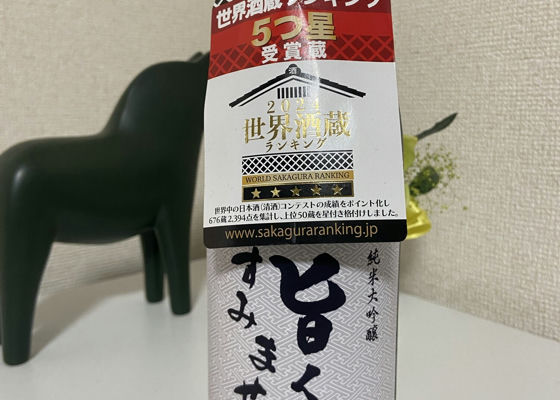 世界酒蔵ランキング
5つ星
受賞蔵
酒
2024
世界酒蔵
ランキング
WORLD SAKAGURA RANKING
世界中の日本酒(清酒)コンテストの成績をポイント化し
676蔵2,394点を集計し、上位50蔵を星付き格付けしました。
www.sakaguraranking.jp
純米大吟醸
旨く
すみませ